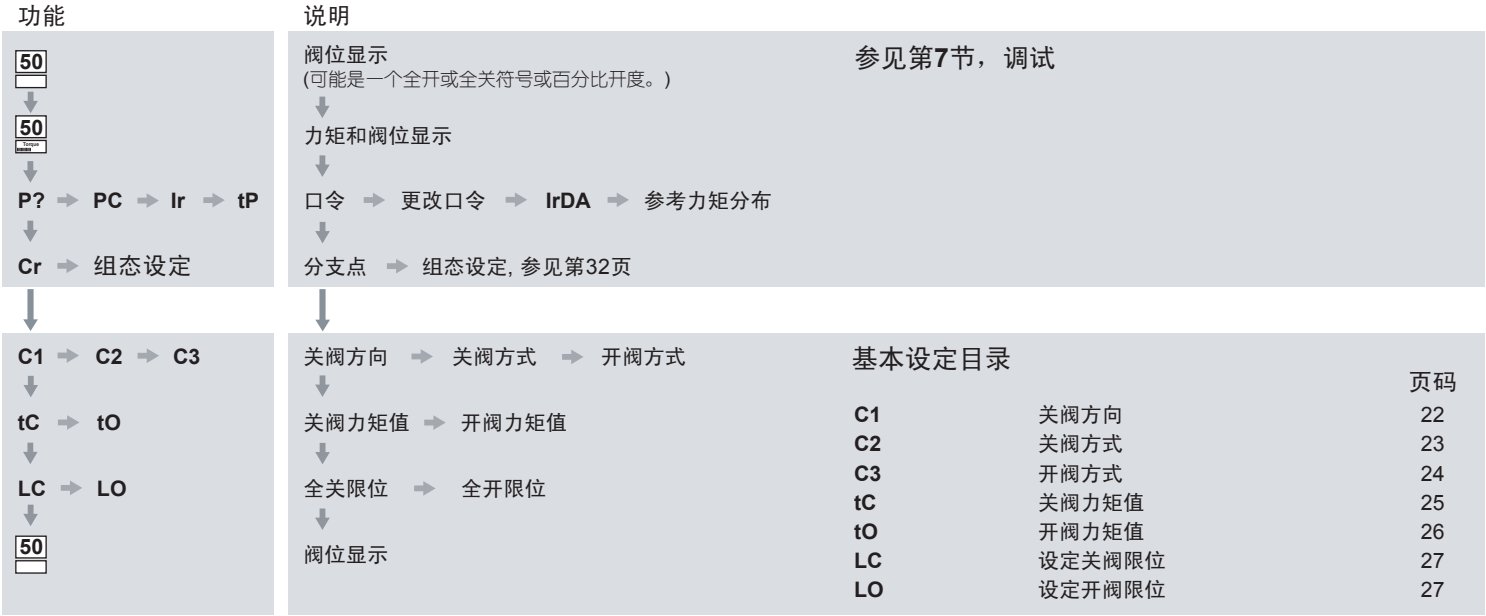 功能
说明
50
阀位显示
(可能是一个全开或全关符号或百分比开度。)
参见第7节，调试
50
Torque
力矩和阀位显示
P? PC Ir tP
口令 更改口令 IrDA 参考力矩分布
Cr 组态设定
分支点 组态设定, 参见第32页
C1 C2 C3
关阀方向 关阀方式 开阀方式
tC tO
关阀力矩值 开阀力矩值
LC LO
全关限位 全开限位
50
阀位显示
基本设定目录
页码
C1 关阀方向 22
C2 关阀方式 23
C3 开阀方式 24
tC 关阀力矩值 25
tO 开阀力矩值 26
LC 设定关阀限位 27
LO 设定开阀限位 27